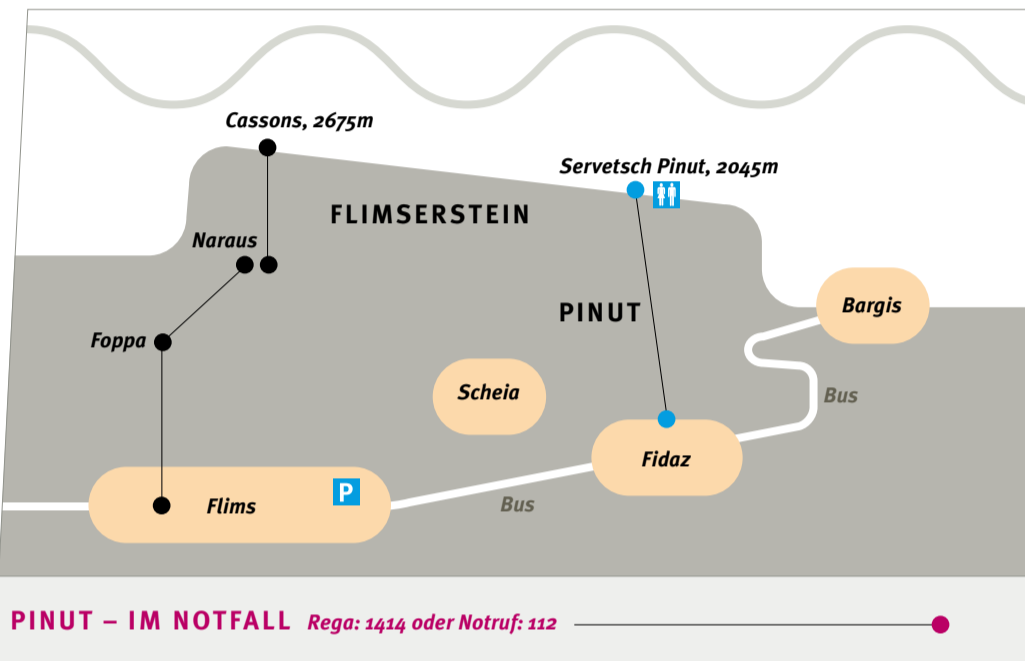 Cassons, 2675m
Servetsch Pinut, 2045m
FLIMSERSTEIN
Naraus
PINUT
Bargis
Foppa
Scheia
Bus
Fidaz
P
Flims
Bus
PINUT – IM NOTFALL Rega: 1414 oder Notruf: 112